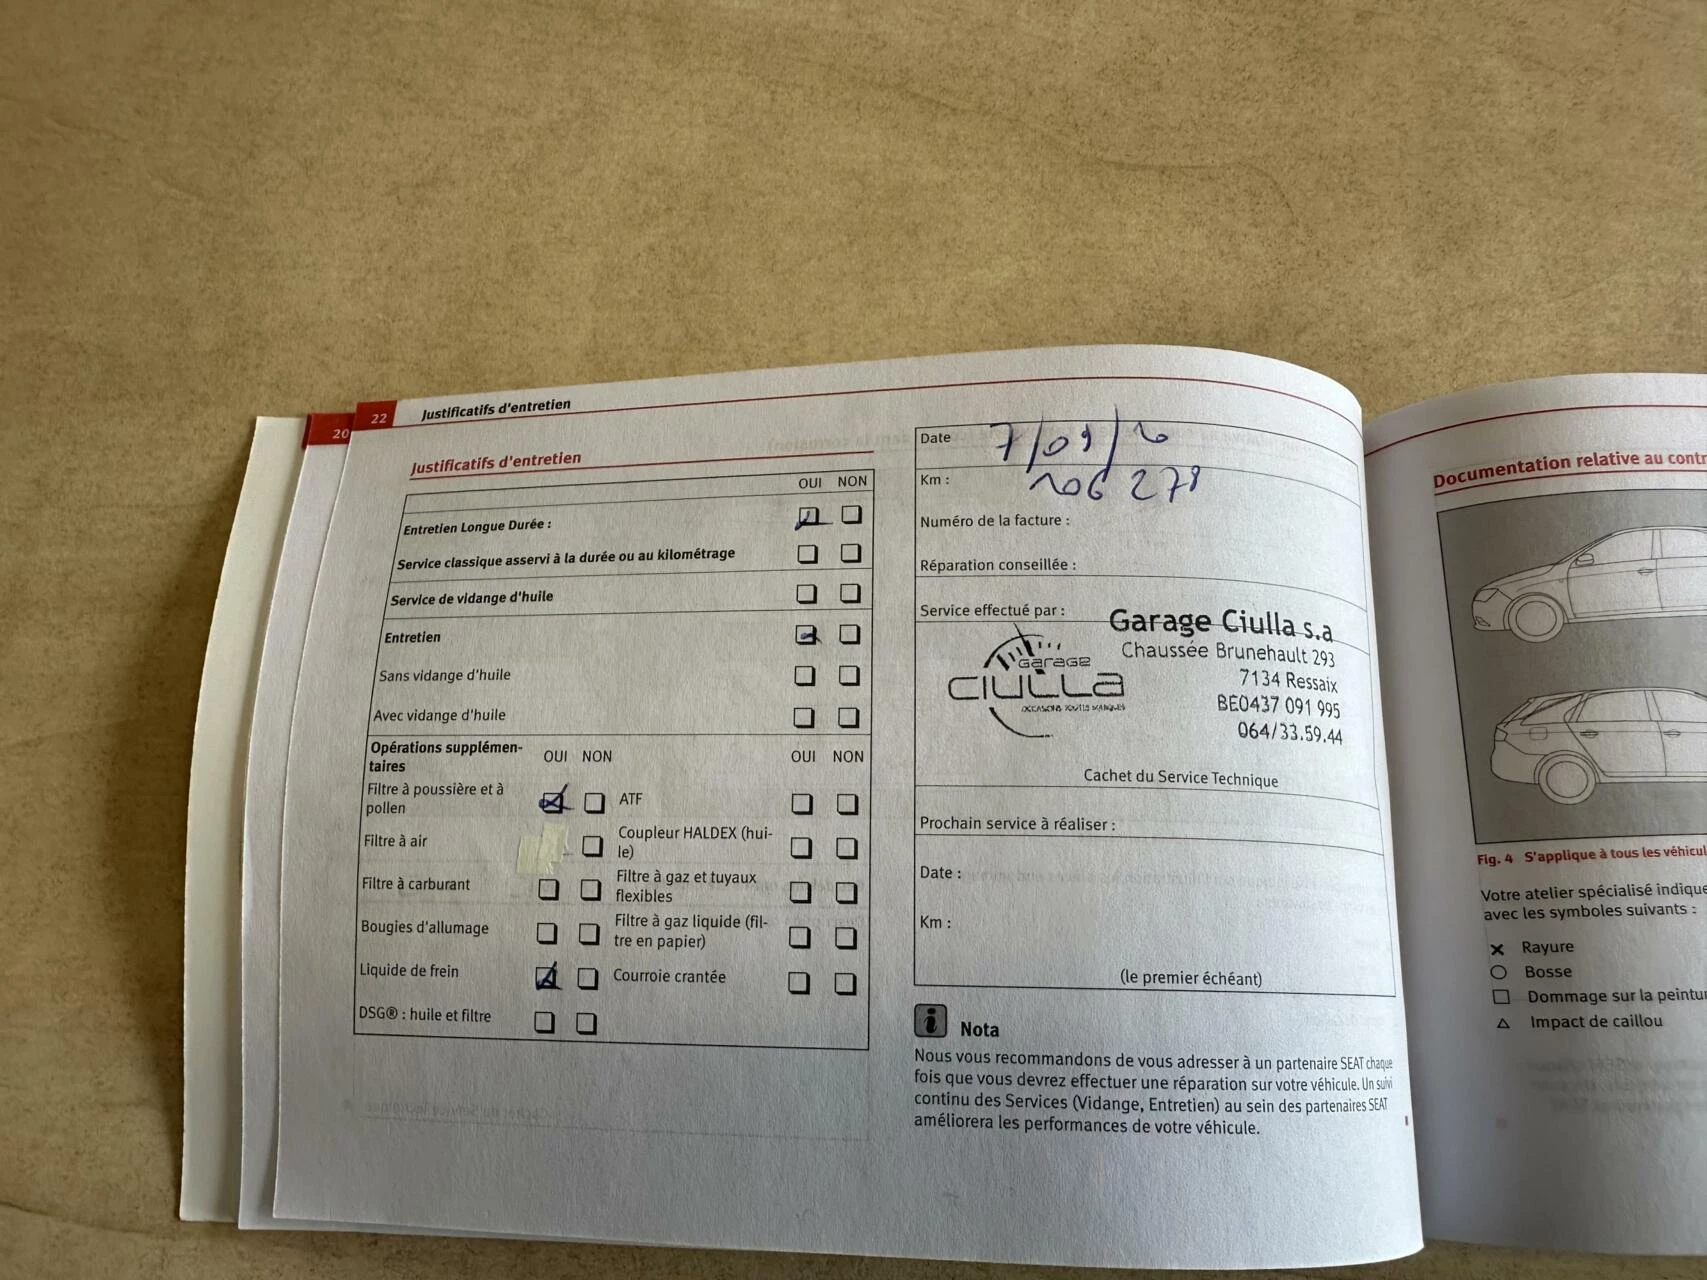 20
22 Justificatifs d'entretien
Justificatifs d'entretien
OUI NON
Entretien Longue Durée :
Service classique asservi à la durée ou au kilométrage
Service de vidange d'huile
Entretien
Sans vidange d'huile
Avec vidange d'huile
Opérations supplémen-
taires
OUI NON
OUI NON
Filtre à poussière et à
pollen
ATF
Filtre à air
Coupleur HALDEX (hui-
le)
Filtre à carburant
Filtre à gaz et tuyaux
flexibles
Bougies d'allumage
Filtre à gaz liquide (fil-
tre en papier)
Liquide de frein
Courroie crantée
DSG® : huile et filtre
Date 7/09/20
Km : 206 278
Numéro de la facture :
Réparation conseillée :
Service effectué par :
Garage Ciulla s.a
Chaussée Brunehault 293
7134 Ressaix
BE0437 091 995
064/33.59.44
Garage
CIULLA
OCCASIONS TOUTES MARQUES
Cachet du Service Technique
Prochain service à réaliser :
Date :
Km :
(le premier échéant)
i Nota
Nous vous recommandons de vous adresser à un partenaire SEAT chaque
fois que vous devrez effectuer une réparation sur votre véhicule. Un suivi
continu des Services (Vidange, Entretien) au sein des partenaires SEAT
améliorera les performances de votre véhicule.
Documentation relative au contr
Fig. 4 S'applique à tous les véhicul
Votre atelier spécialisé indique
avec les symboles suivants :
Rayure
Bosse
Dommage sur la peintur
Impact de caillou